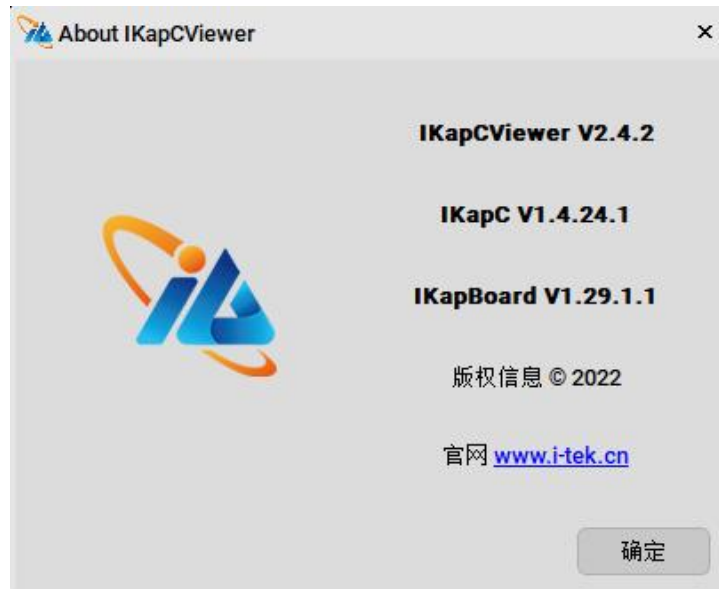 About IKapCViewer
IKapCViewer V2.4.2
IKapC V1.4.24.1
IKapBoard V1.29.1.1
版权信息 © 2022
官网 www.i-tek.cn
确定